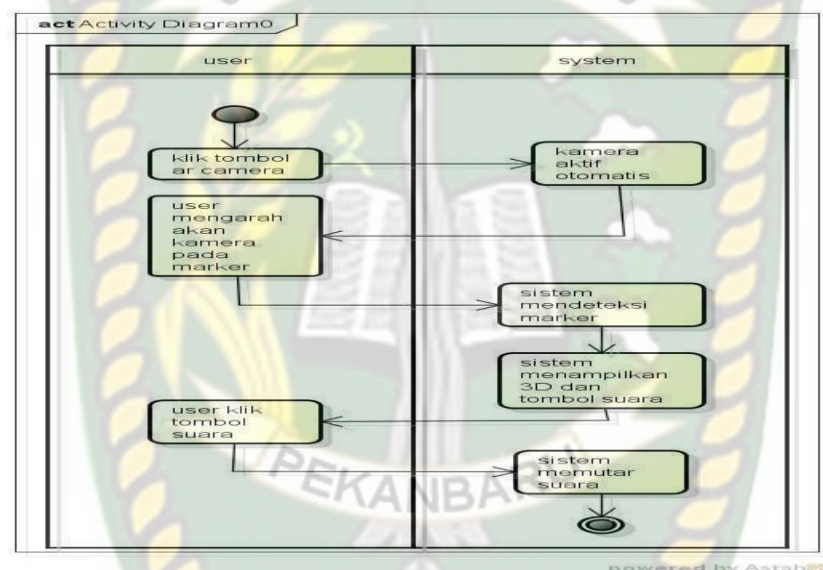 act Activity Diagram0
user
system
klik tombol
ar camera
kamera
aktif
otomatis
user
mengarah
akan
kamera
pada
marker
sistem
mendeteksi
marker
sistem
menampilkan
3D dan
tombol suara
user klik
tombol
suara
sistem
memutar
suara
PEKANBARU
powered by Astah